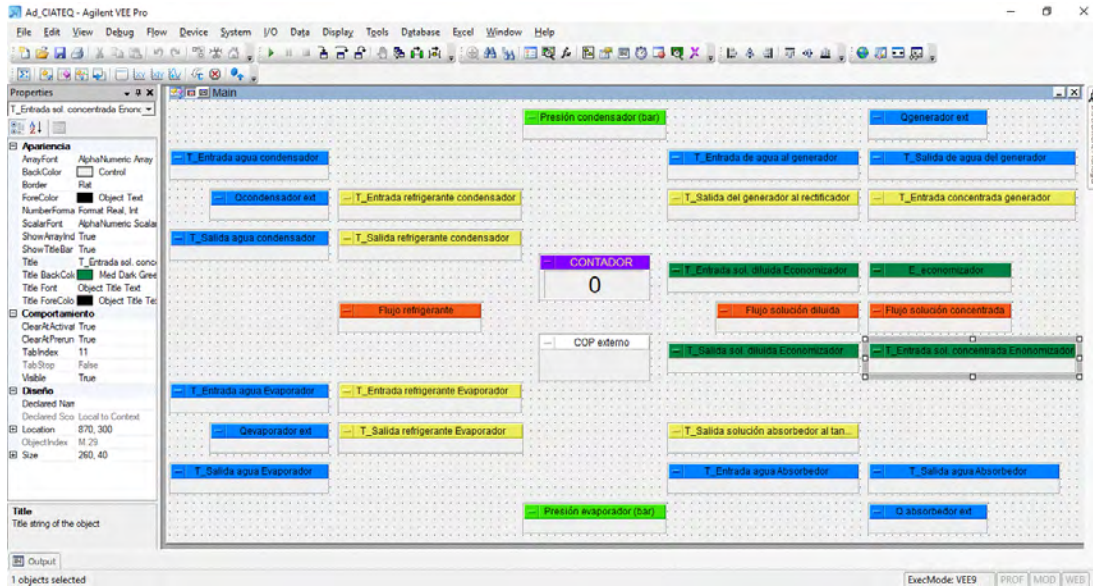 Ad_CIATEQ - Agilent VEE Pro
File Edit View Debug Flow Device System I/O Data Display Tools Database Excel Window Help
Properties
T_Entrada sol. concentrada Enonc
Apariencia
ArrayFont AlphaNumeric Array
BackColor Control
Border Flat
ForeColor Object Text
NumberForma Format Real, Int
ScalarFont AlphaNumeric Scalar
ShowArrayInd True
ShowTitleBar True
Title T_Entrada sol. conc
Title BackCol Med Dark Gree
Title Font Object Title Text
Title ForeColo Object Title Te
Comportamiento
ClearAtActivat True
ClearAtPrerun True
TabIndex 11
TabStop False
Visible True
Diseño
Declared Nam
Declared Sco Local to Context
Location 870, 300
ObjectIndex M.29
Size 260, 40
Title
Title string of the object
Main
Presión condensador (bar)
Qgenerador ext
T_Entrada agua condensador
T_Entrada de agua al generador
T_Salida de agua del generador
Qcondensador ext
T_Entrada refrigerante condensador
T_Salida del generador al rectificador
T_Entrada concentrada generador
T_Salida agua condensador
T_Salida refrigerante condensador
CONTADOR
0
T_Entrada sol. diluida Economizador
E_economizador
Flujo refrigerante
Flujo solución diluida
Flujo solución concentrada
COP externo
T_Salida sol. diluida Economizador
T_Entrada sol. concentrada Enonomizador
T_Entrada agua Evaporador
T_Entrada refrigerante Evaporador
Qevaporador ext
T_Salida refrigerante Evaporador
T_Salida solución absorbedor al tan...
T_Salida agua Evaporador
T_Entrada agua Absorbedor
T_Salida agua Absorbedor
Presión evaporador (bar)
Q absorbedor ext
Output
1 objects selected
ExecMode: VEE9 PROF MOD WEB